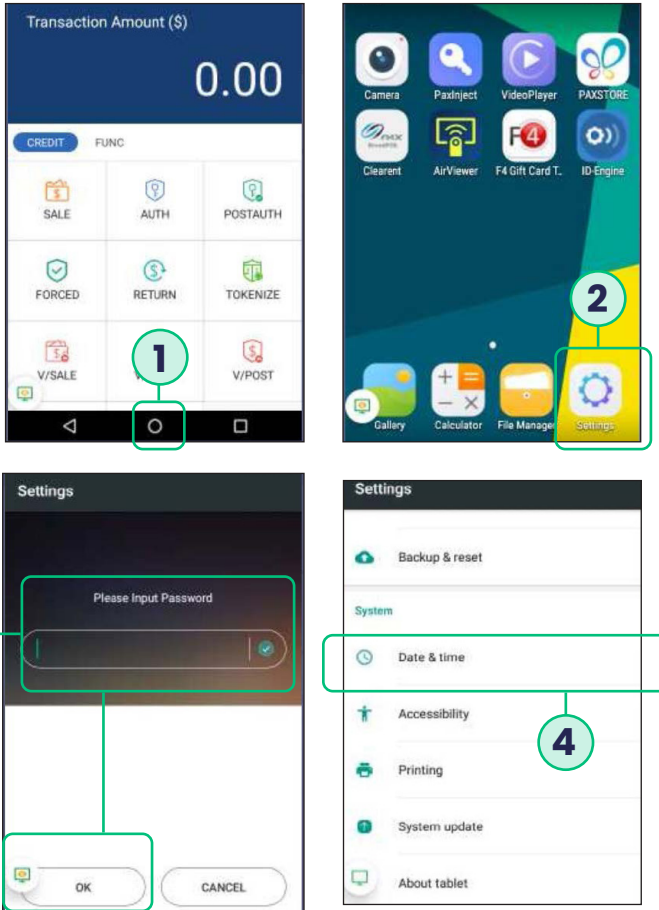 Transaction Amount ($)
0.00
CREDIT FUNC
SALE AUTH POSTAUTH
FORCED RETURN TOKENIZE
V/SALE V V/POST
1
Camera PaxInject VideoPlayer PAXSTORE
PAX
F4
Clearent AirViewer F4 Gift Card T.. ID-Engine
2
Gallery Calculator File Manager Settings
Settings
Please Input Password
OK CANCEL
Settings
Backup & reset
System
Date & time
Accessibility
4
Printing
System update
About tablet